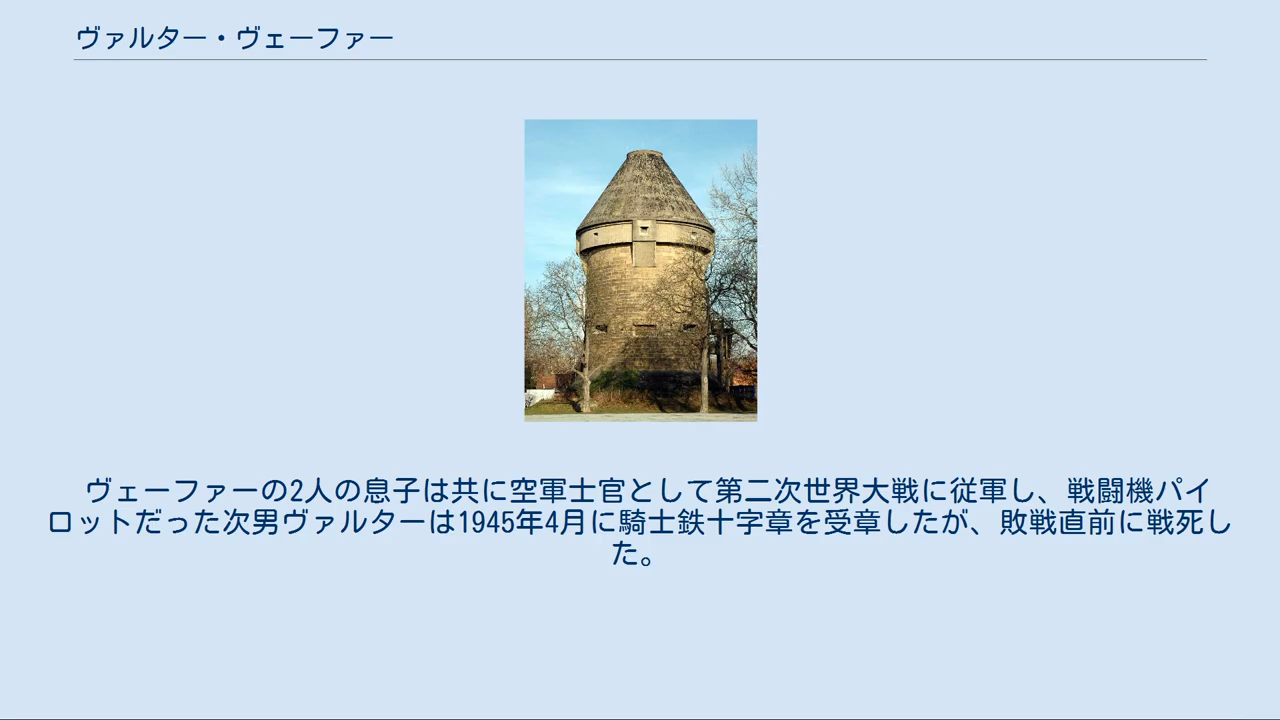 ヴァルター・ヴェーファー
ヴェーファーの2人の息子は共に空軍士官として第二次世界大戦に従軍し、戦闘機パイ
ロットだった次男ヴァルターは1945年4月に騎士鉄十字章を受章したが、敗戦直前に戦死し
た。